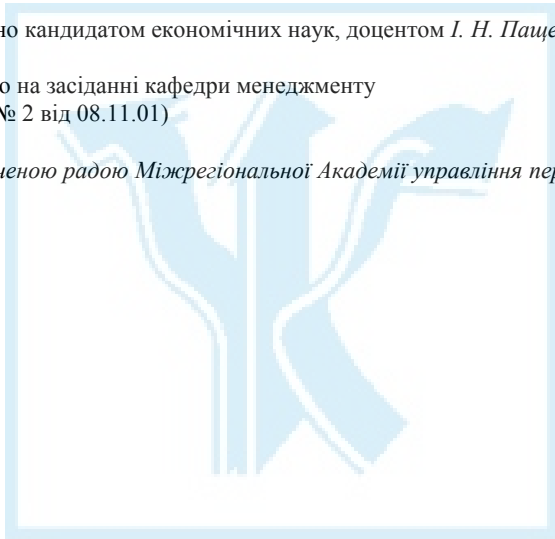 но кандидатом економічних наук, доцентом І. Н. Паще
о на засіданні кафедри менеджменту
№ 2 від 08.11.01)
ченою радою Міжрегіональної Академії управління пер